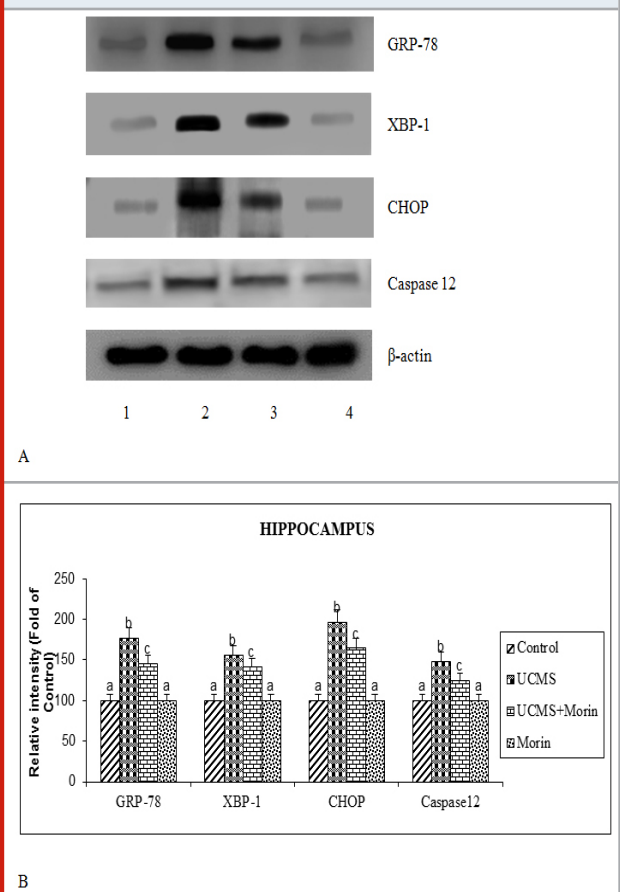 GRP-78
XBP-1
CHOP
Caspase 12
β-actin
1 2 3 4
A
HIPPOCAMPUS
Relative intensity (Fold of
Control)
250
200
150
100
50
0
a b c a
a b c a
a b c a
a b c a
GRP-78 XBP-1 CHOP Caspase12
Control
UCMS
UCMS+Morin
Morin
B